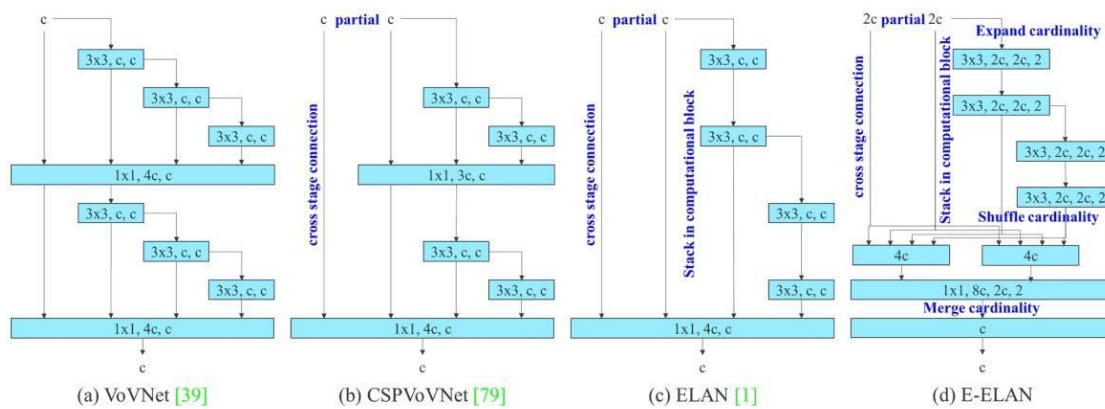 c
3x3, c, c
3x3, c, c
3x3, c, c
1x1, 4c, c
3x3, c, c
3x3, c, c
3x3, c, c
1x1, 4c, c
c
(a) VoVNet [39]
c partial c
cross stage connection
3x3, c, c
3x3, c, c
1x1, 3c, c
3x3, c, c
3x3, c, c
1x1, 4c, c
c
(b) CSPVoVNet [79]
c partial c
cross stage connection
Stack in computational block
3x3, c, c
3x3, c, c
3x3, c, c
3x3, c, c
1x1, 4c, c
c
(c) ELAN [1]
2c partial 2c
Expand cardinality
cross stage connection
Stack in computational block
3x3, 2c, 2c, 2
3x3, 2c, 2c, 2
3x3, 2c, 2c, 2
3x3, 2c, 2c, 2
Shuffle cardinality
4c
4c
1x1, 8c, 2c, 2
Merge cardinality
c
c
(d) E-ELAN